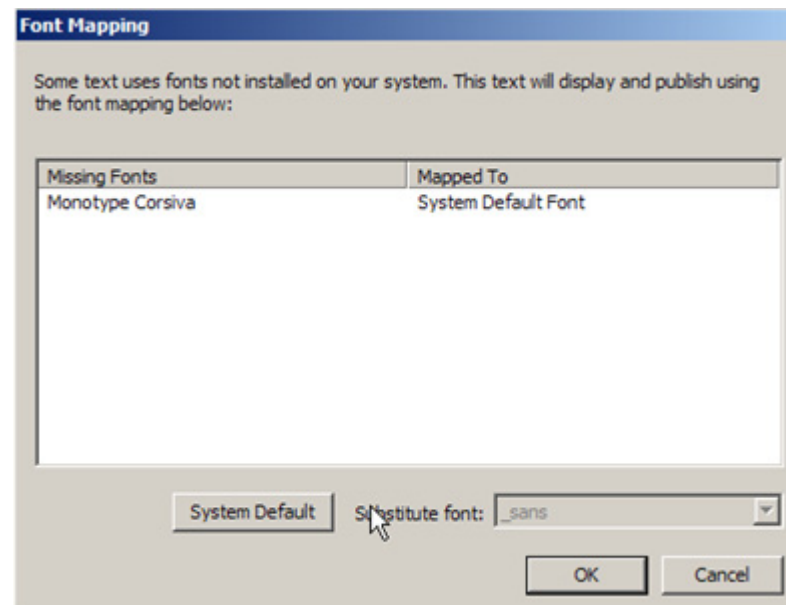 Font Mapping
Some text uses fonts not installed on your system. This text will display and publish using
the font mapping below:
Missing Fonts Mapped To
Monotype Corsiva System Default Font
System Default Substitute font: _sans
OK Cancel